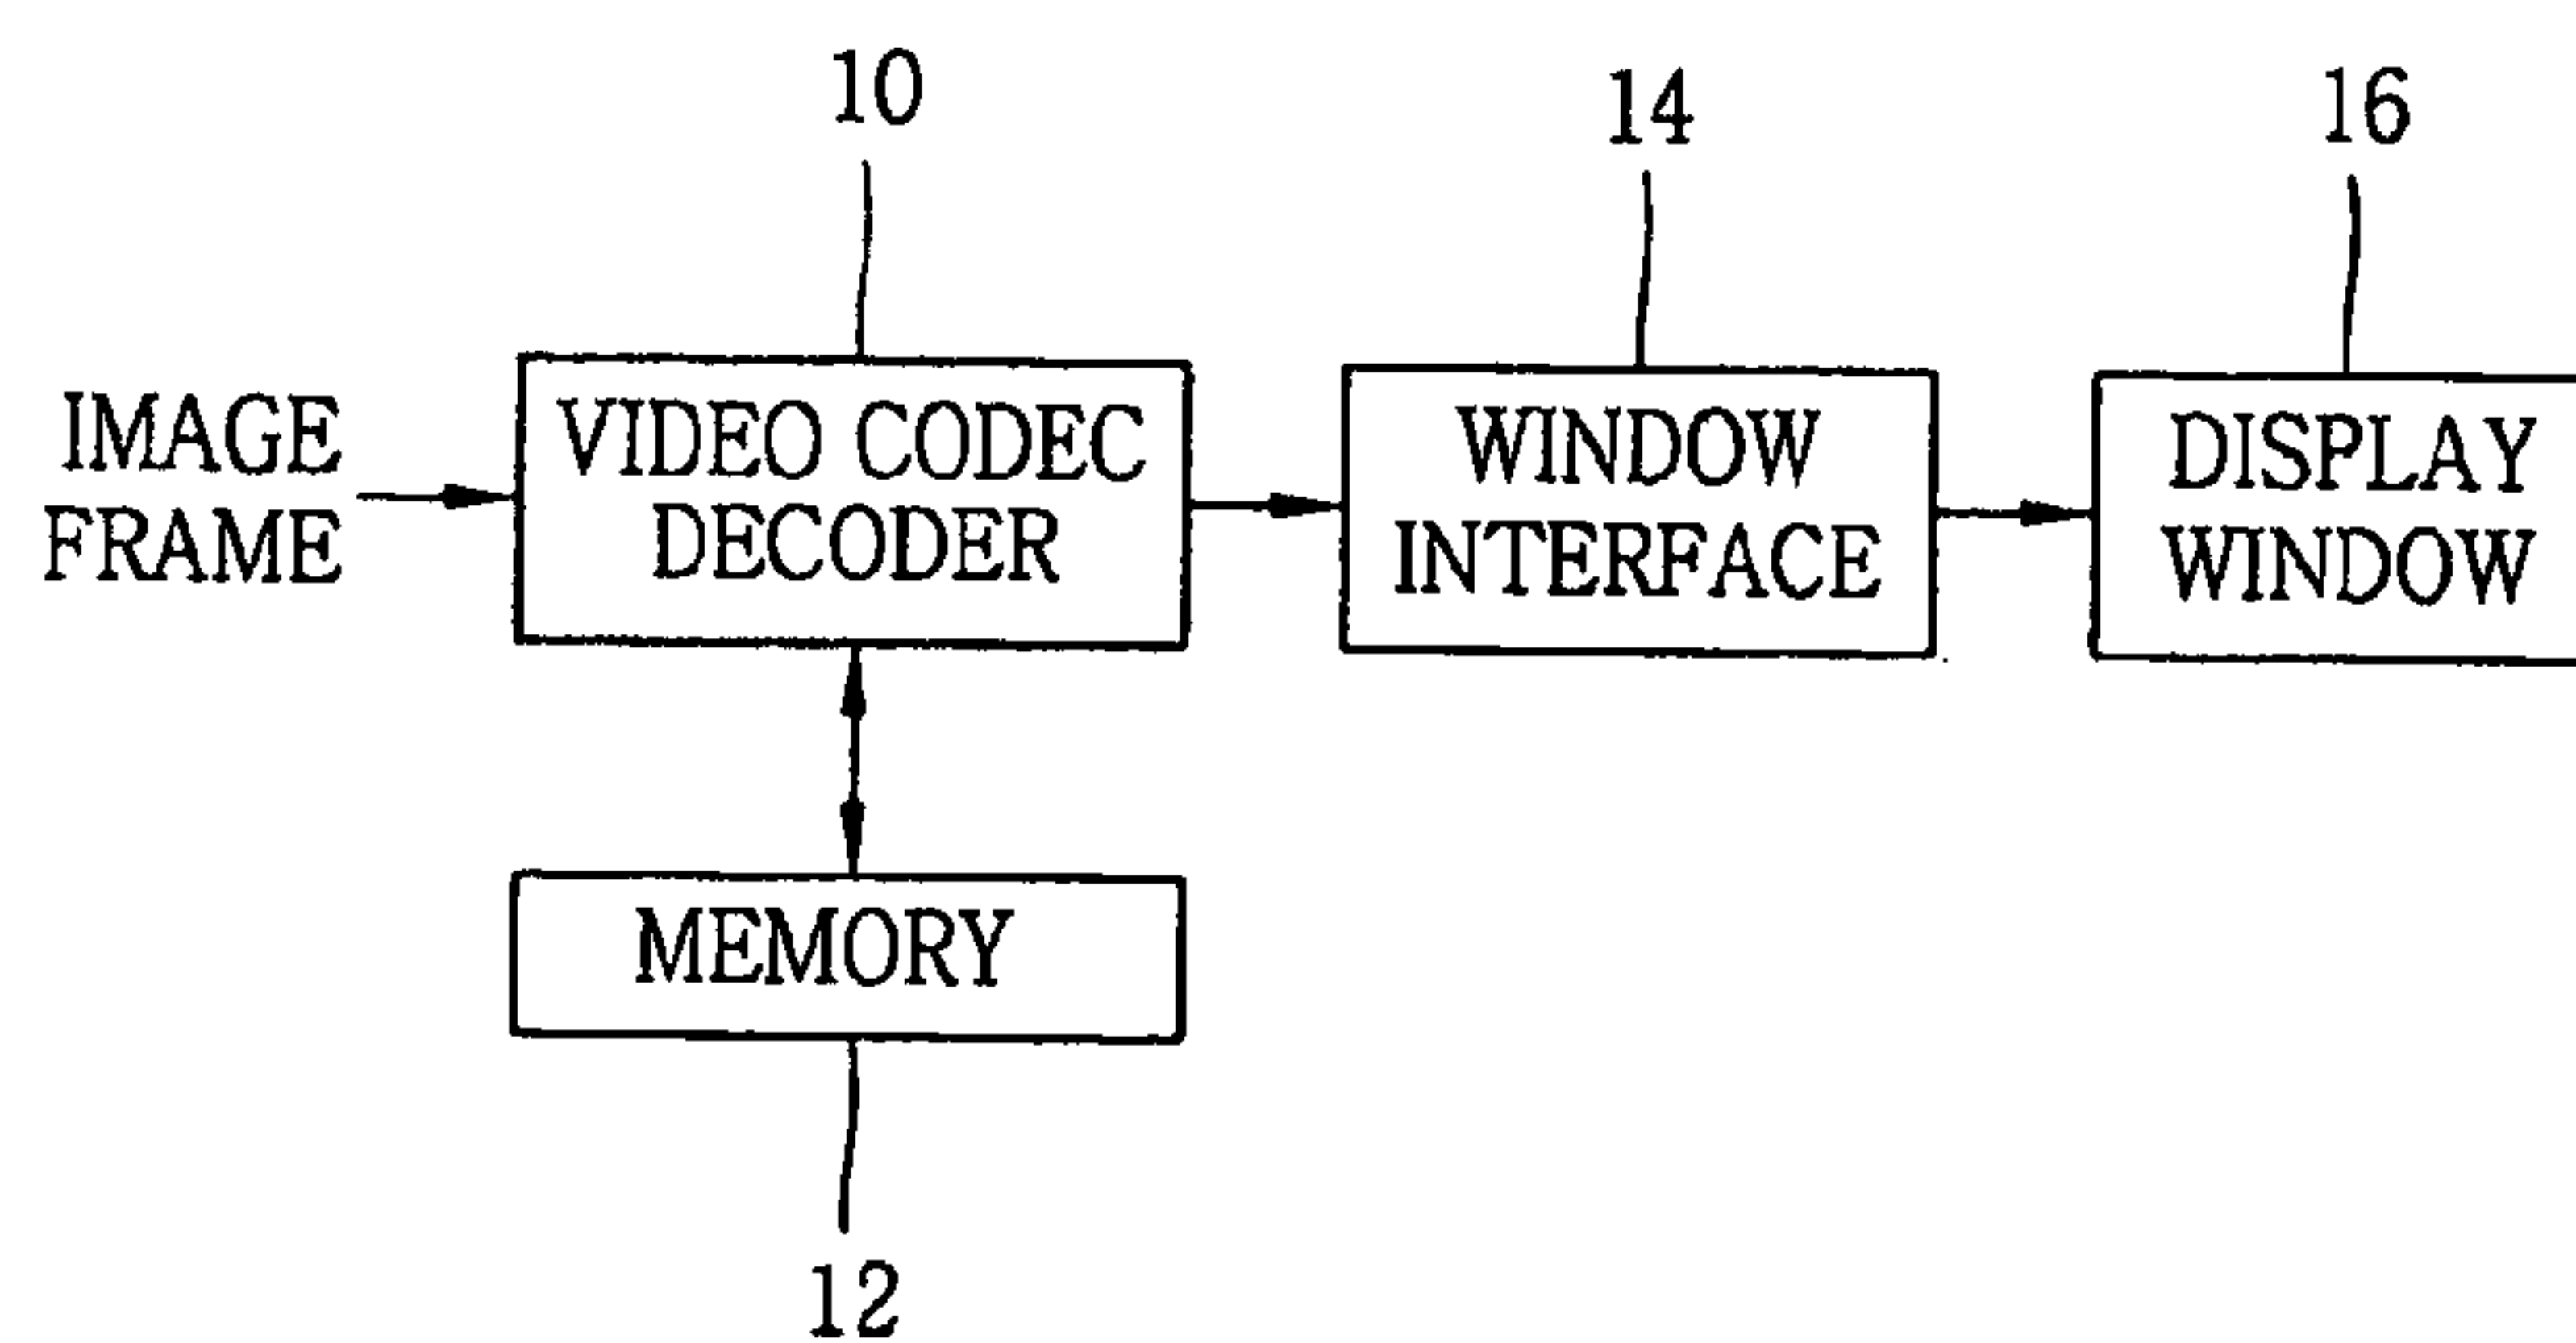 10
14
16
IMAGE
FRAME
VIDEO CODEC
DECODER
WINDOW
INTERFACE
DISPLAY
WINDOW
MEMORY
12